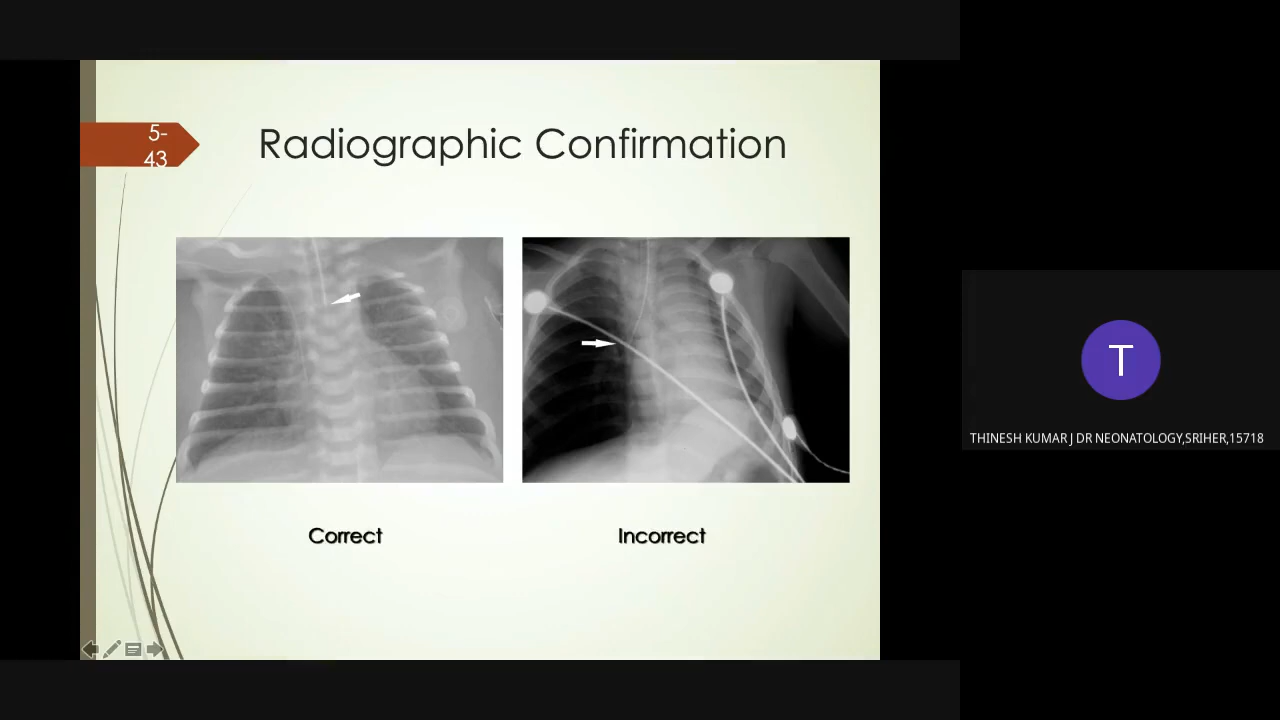 5-
43
Radiographic Confirmation
Correct
Incorrect
T
THINESH KUMAR J DR NEONATOLOGY,SRIHER,15718